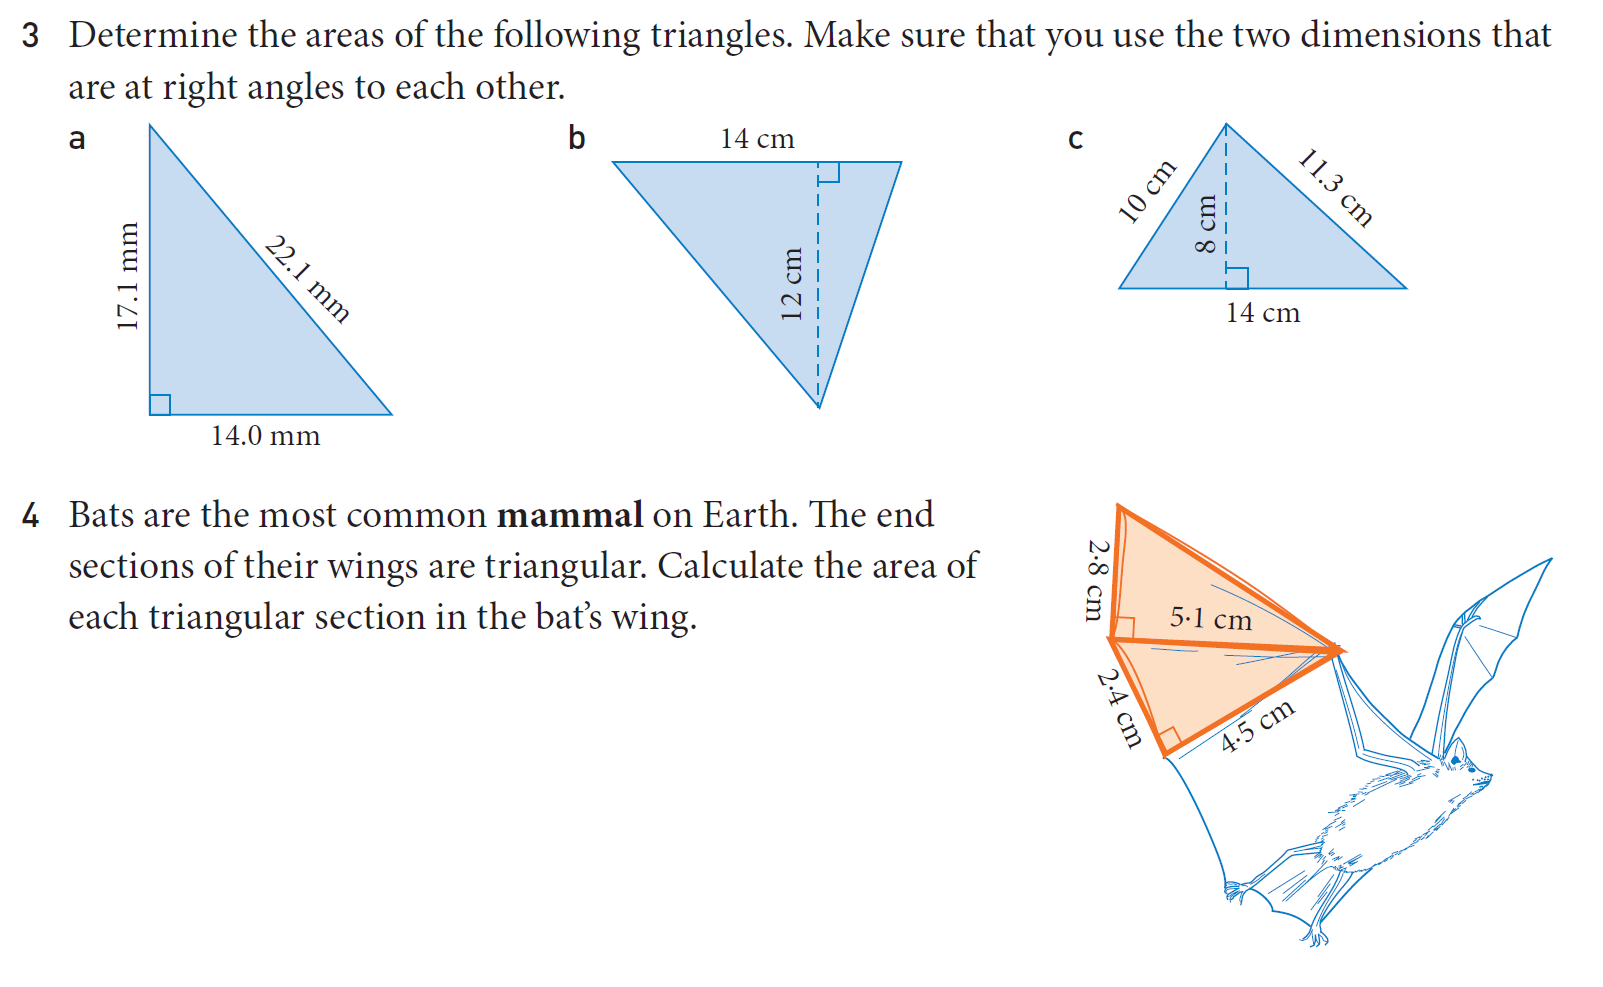 3 Determine the areas of the following triangles. Make sure that you use the two dimensions that
are at right angles to each other.
a
17.1 mm
22.1 mm
14.0 mm
b
14 cm
12 cm
c
10 cm
8 cm
11.3 cm
14 cm
4 Bats are the most common mammal on Earth. The end
sections of their wings are triangular. Calculate the area of
each triangular section in the bat’s wing.
2·8 cm
5·1 cm
2·4 cm
4·5 cm